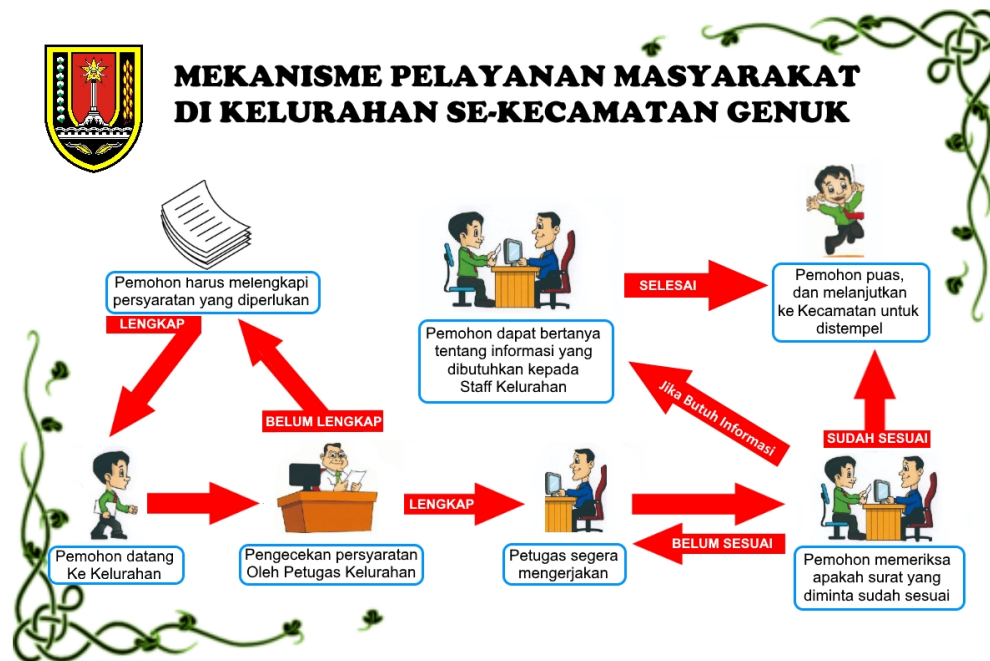 MEKANISME PELAYANAN MASYARAKAT
DI KELURAHAN SE-KECAMATAN GENUK
Pemohon harus melengkapi
persyaratan yang diperlukan
LENGKAP
BELUM LENGKAP
Pemohon datang
Ke Kelurahan
Pengecekan persyaratan
Oleh Petugas Kelurahan
LENGKAP
Petugas segera
mengerjakan
BELUM SESUAI
Pemohon memeriksa
apakah surat yang
diminta sudah sesuai
Jika Butuh Informasi
SUDAH SESUAI
Pemohon dapat bertanya
tentang informasi yang
dibutuhkan kepada
Staff Kelurahan
SELESAI
Pemohon puas,
dan melanjutkan
ke Kecamatan untuk
distempel